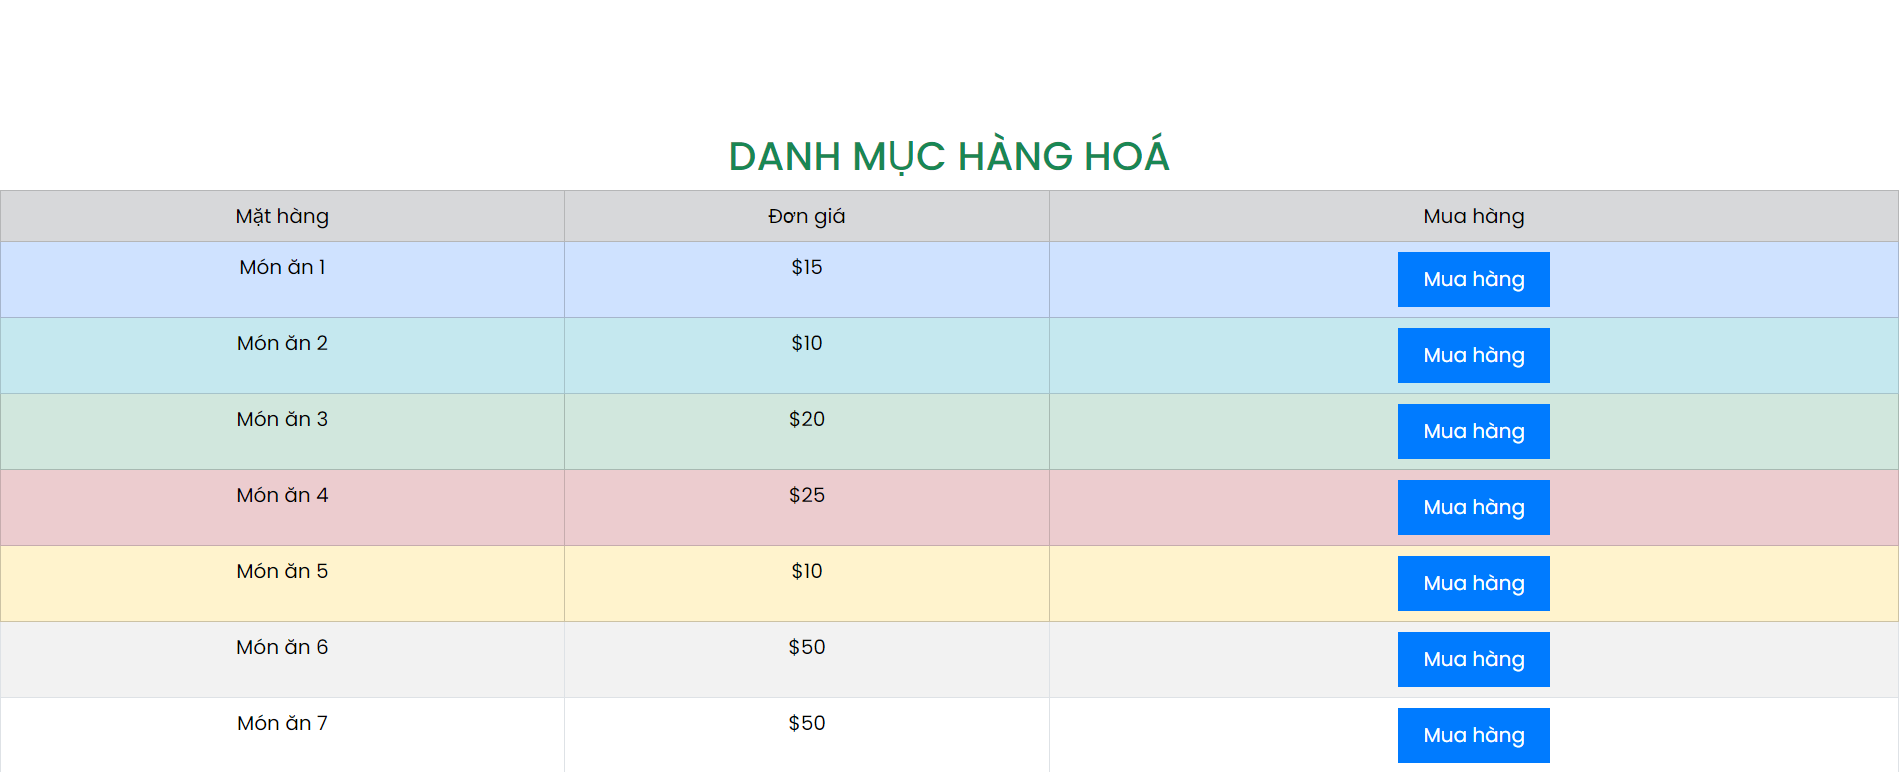 DANH MỤC HÀNG HOÁ
Mặt hàng Đơn giá Mua hàng
Món ăn 1 $15 Mua hàng
Món ăn 2 $10 Mua hàng
Món ăn 3 $20 Mua hàng
Món ăn 4 $25 Mua hàng
Món ăn 5 $10 Mua hàng
Món ăn 6 $50 Mua hàng
Món ăn 7 $50 Mua hàng